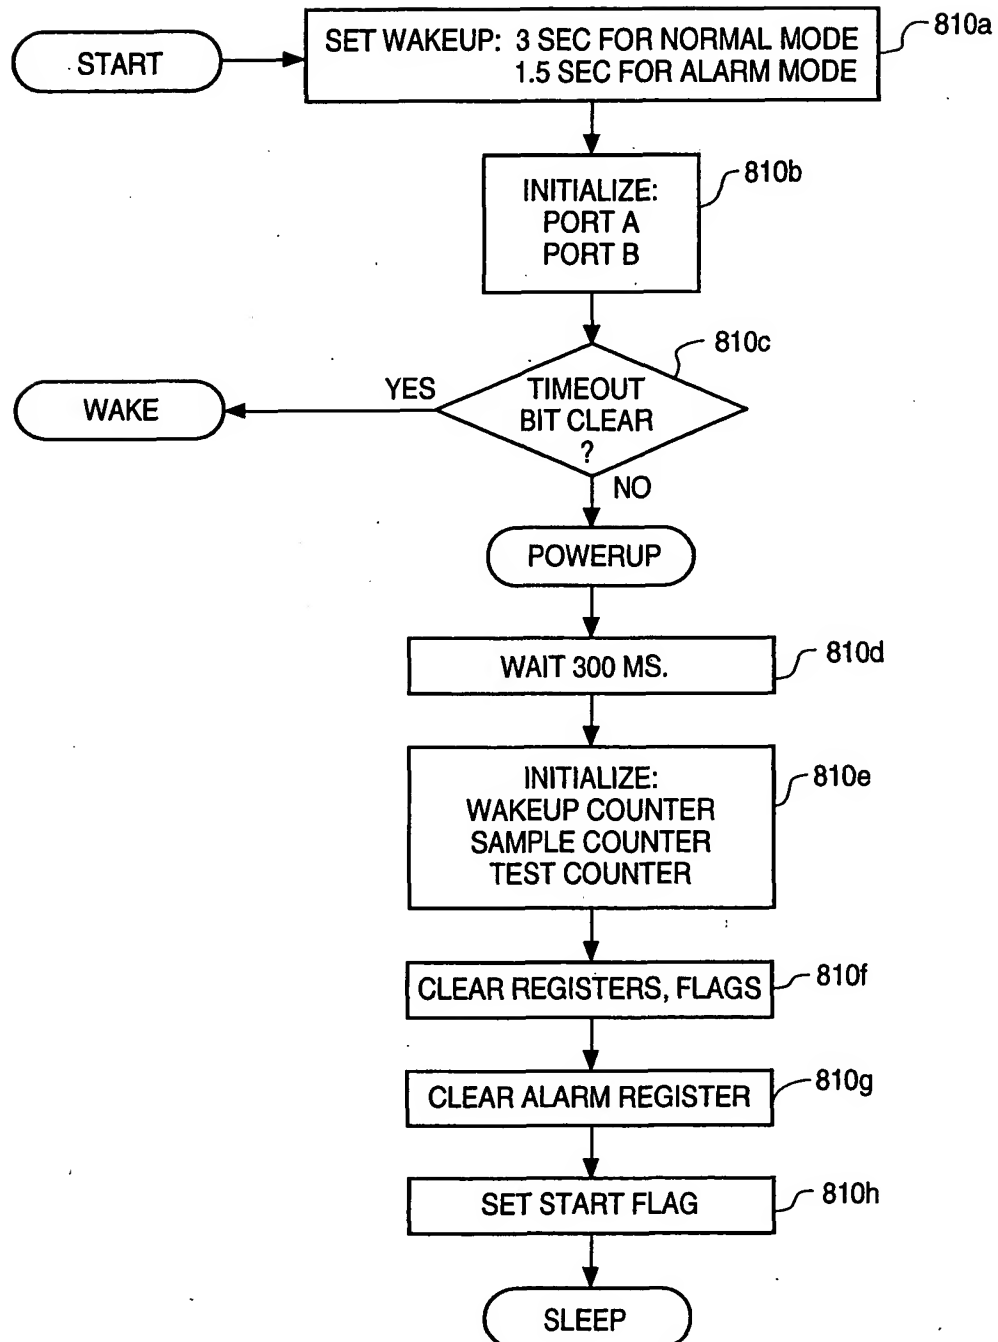 START
SET WAKEUP: 3 SEC FOR NORMAL MODE
1.5 SEC FOR ALARM MODE
810a
INITIALIZE:
PORT A
PORT B
810b
TIMEOUT
BIT CLEAR
?
810c
YES
WAKE
NO
POWERUP
WAIT 300 MS.
810d
INITIALIZE:
WAKEUP COUNTER
SAMPLE COUNTER
TEST COUNTER
810e
CLEAR REGISTERS, FLAGS
810f
CLEAR ALARM REGISTER
810g
SET START FLAG
810h
SLEEP